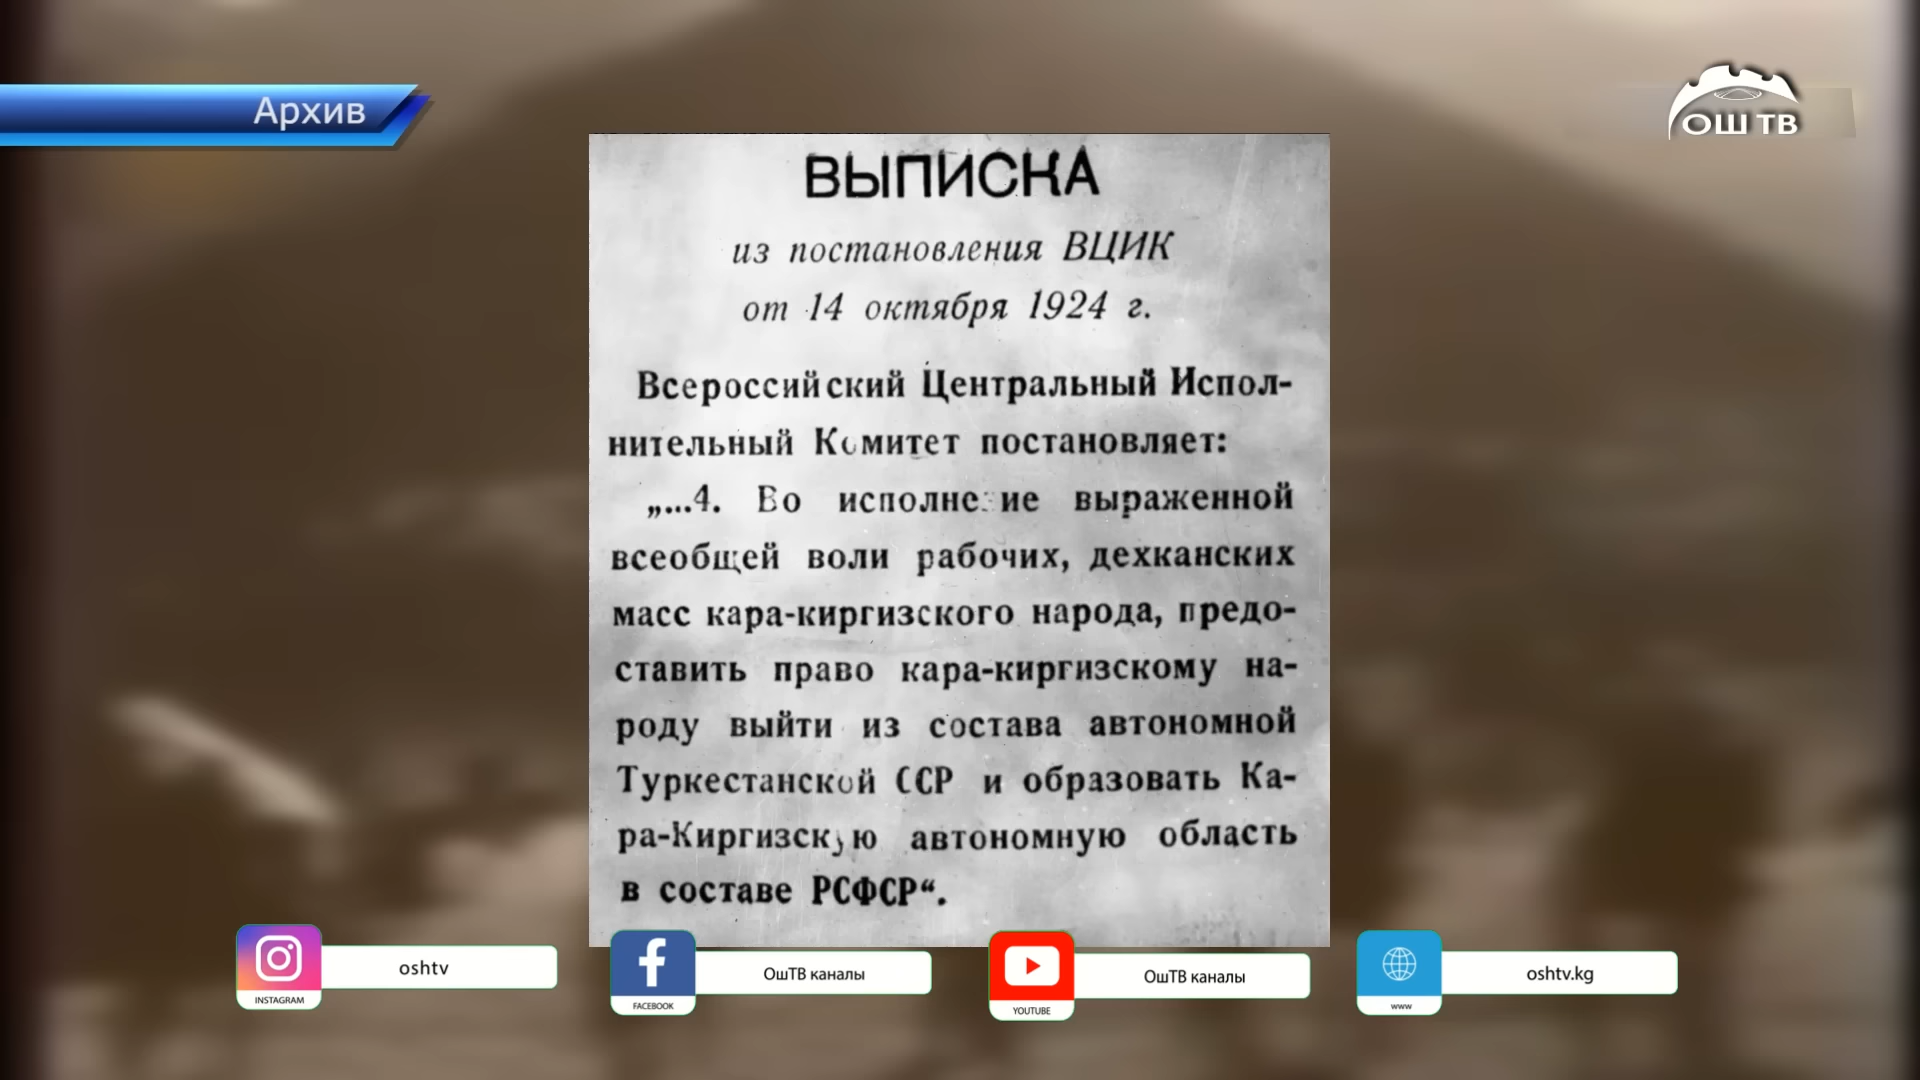 Архив
ОШ ТВ
ВЫПИСКА
из постановления ВЦИК
от 14 октября 1924 г.
Всероссийский Центральный Испол-
нительный Комитет постановляет:
„...4. Во исполнение выраженной
всеобщей воли рабочих, дехканских
масс кара-киргизского народа, предо-
ставить право кара-киргизскому на-
роду выйти из состава автономной
Туркестанской ССР и образовать Ка-
ра-Киргизскую автономную область
в составе РСФСР“.
oshtv
INSTAGRAM
ОшТВ каналы
FACEBOOK
ОшТВ каналы
YOUTUBE
oshtv.kg
www